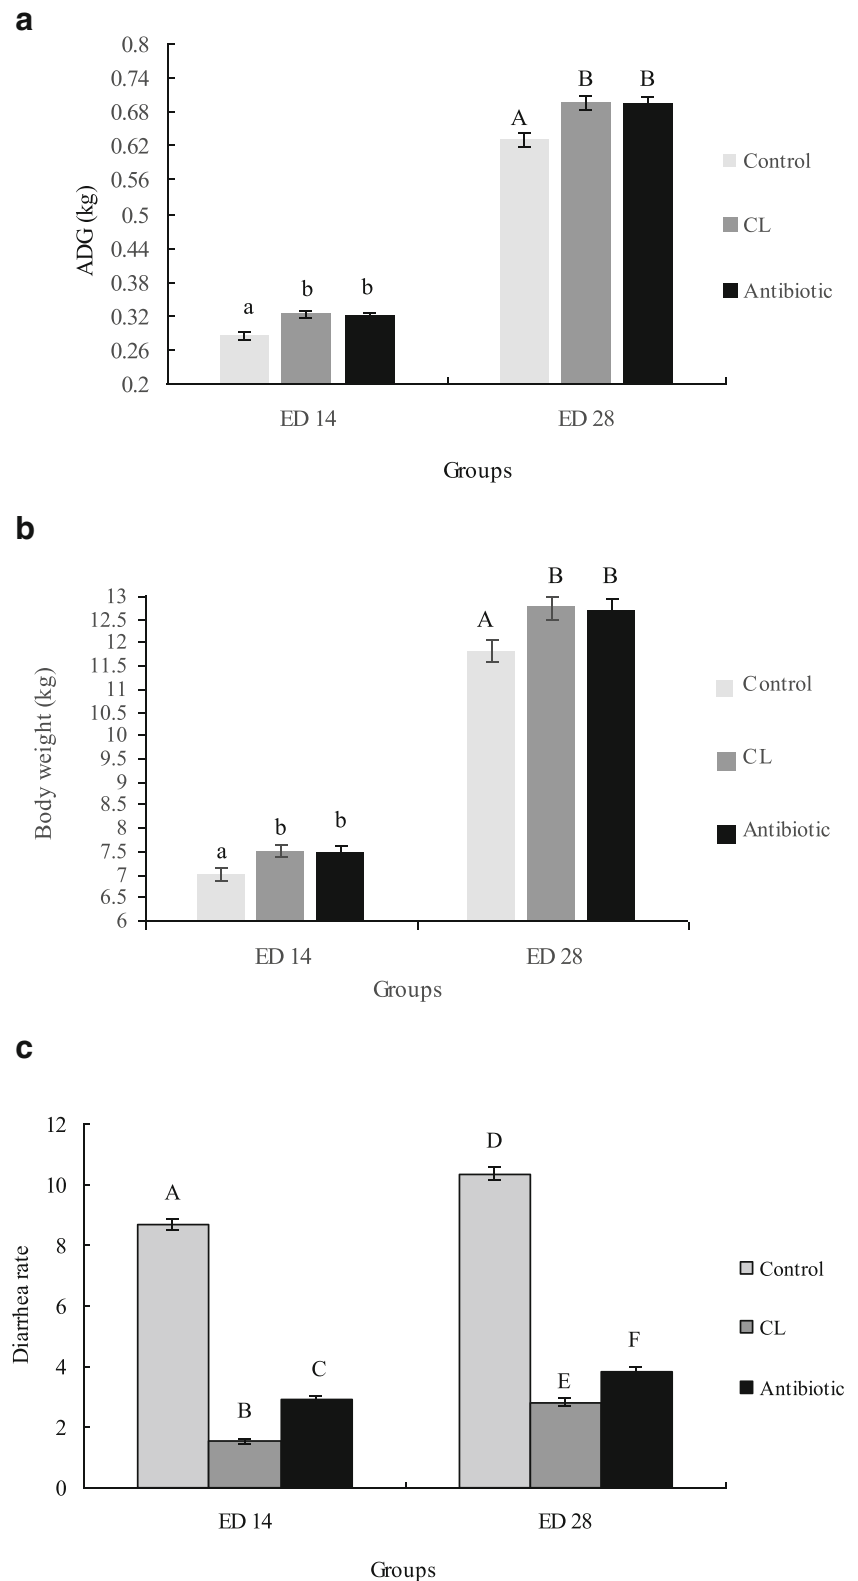 a
0.8
0.74
0.68
0.62
0.56
0.5
0.44
0.38
0.32
0.26
0.2
ADG (kg)
a
b
b
A
B
B
ED 14
ED 28
Groups
Control
CL
Antibiotic
b
13
12.5
12
11.5
11
10.5
10
9.5
9
8.5
8
7.5
7
6.5
6
Body weight (kg)
a
b
b
A
B
B
ED 14
ED 28
Groups
Control
CL
Antibiotic
c
12
10
8
6
4
2
0
Diarrhea rate
A
B
C
D
E
F
ED 14
ED 28
Groups
Control
CL
Antibiotic